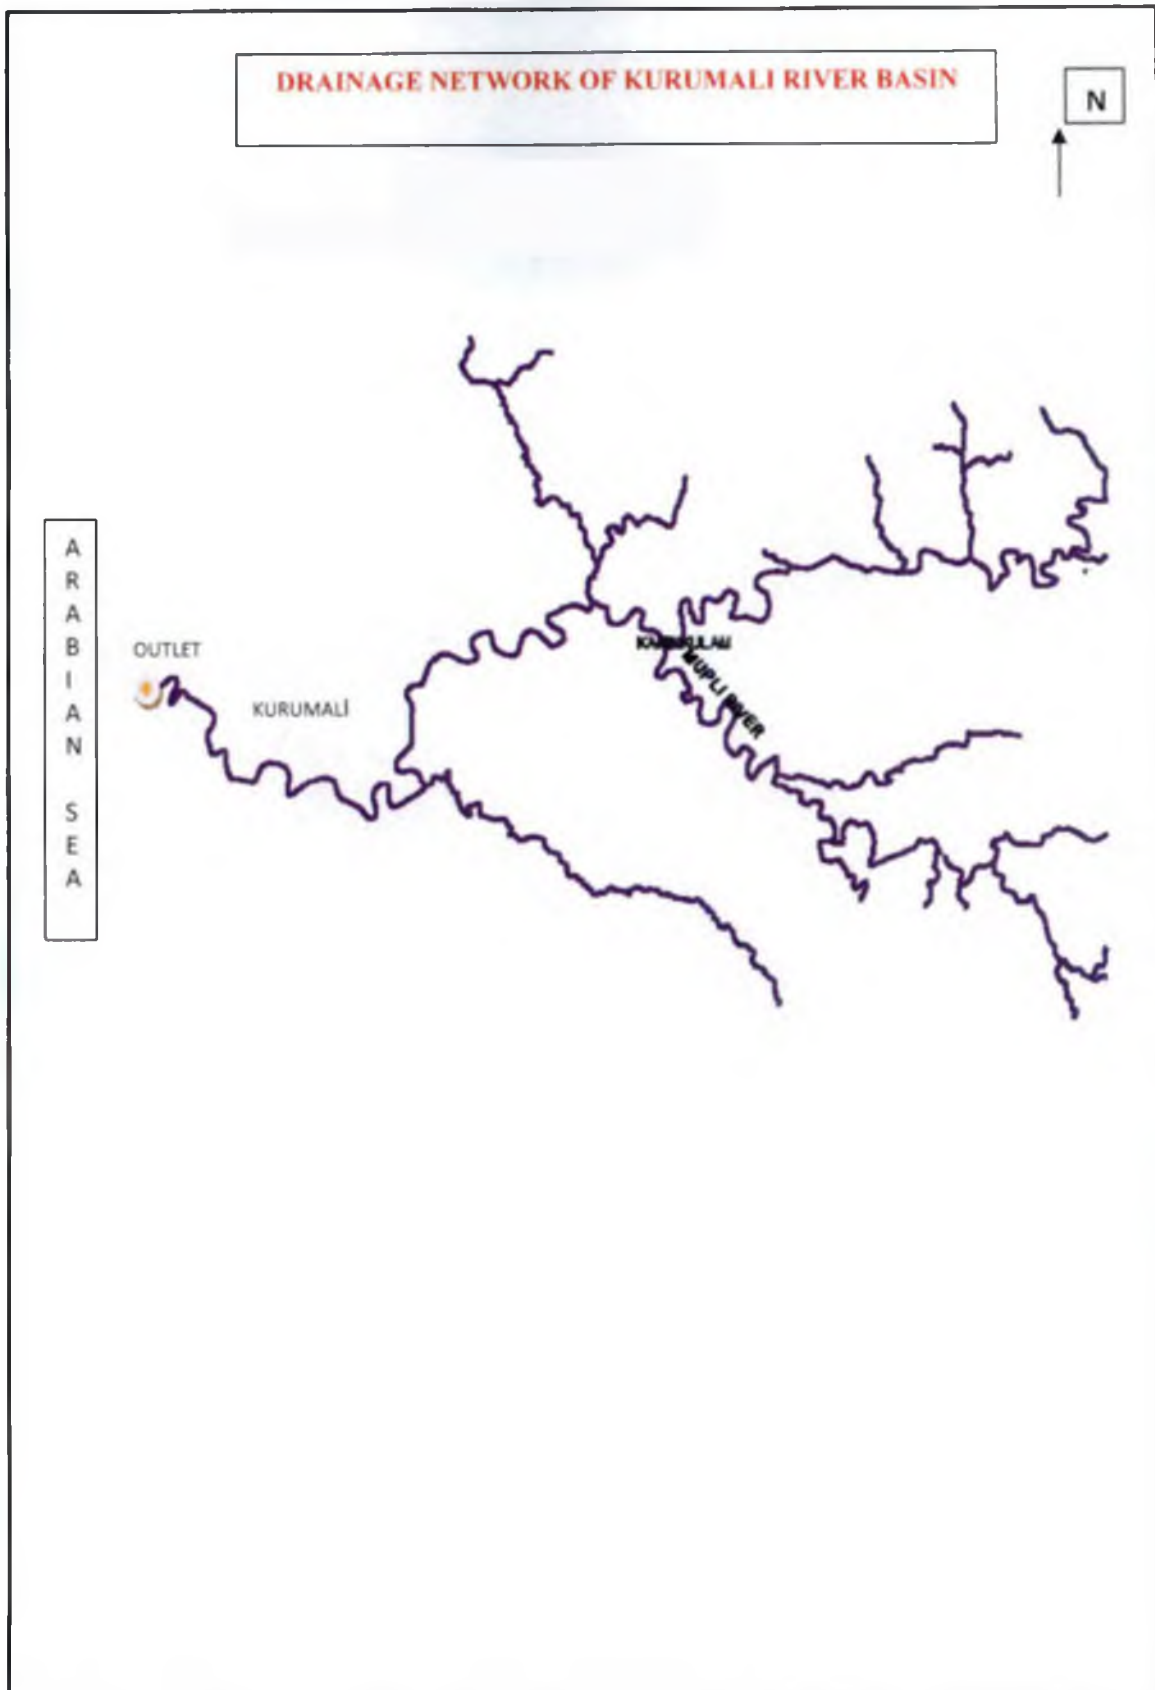 DRAINAGE NETWORK OF KURUMALI RIVER BASIN
N
ARABIAN SEA
OUTLET
KURUMALİ
MUPLI RIVER